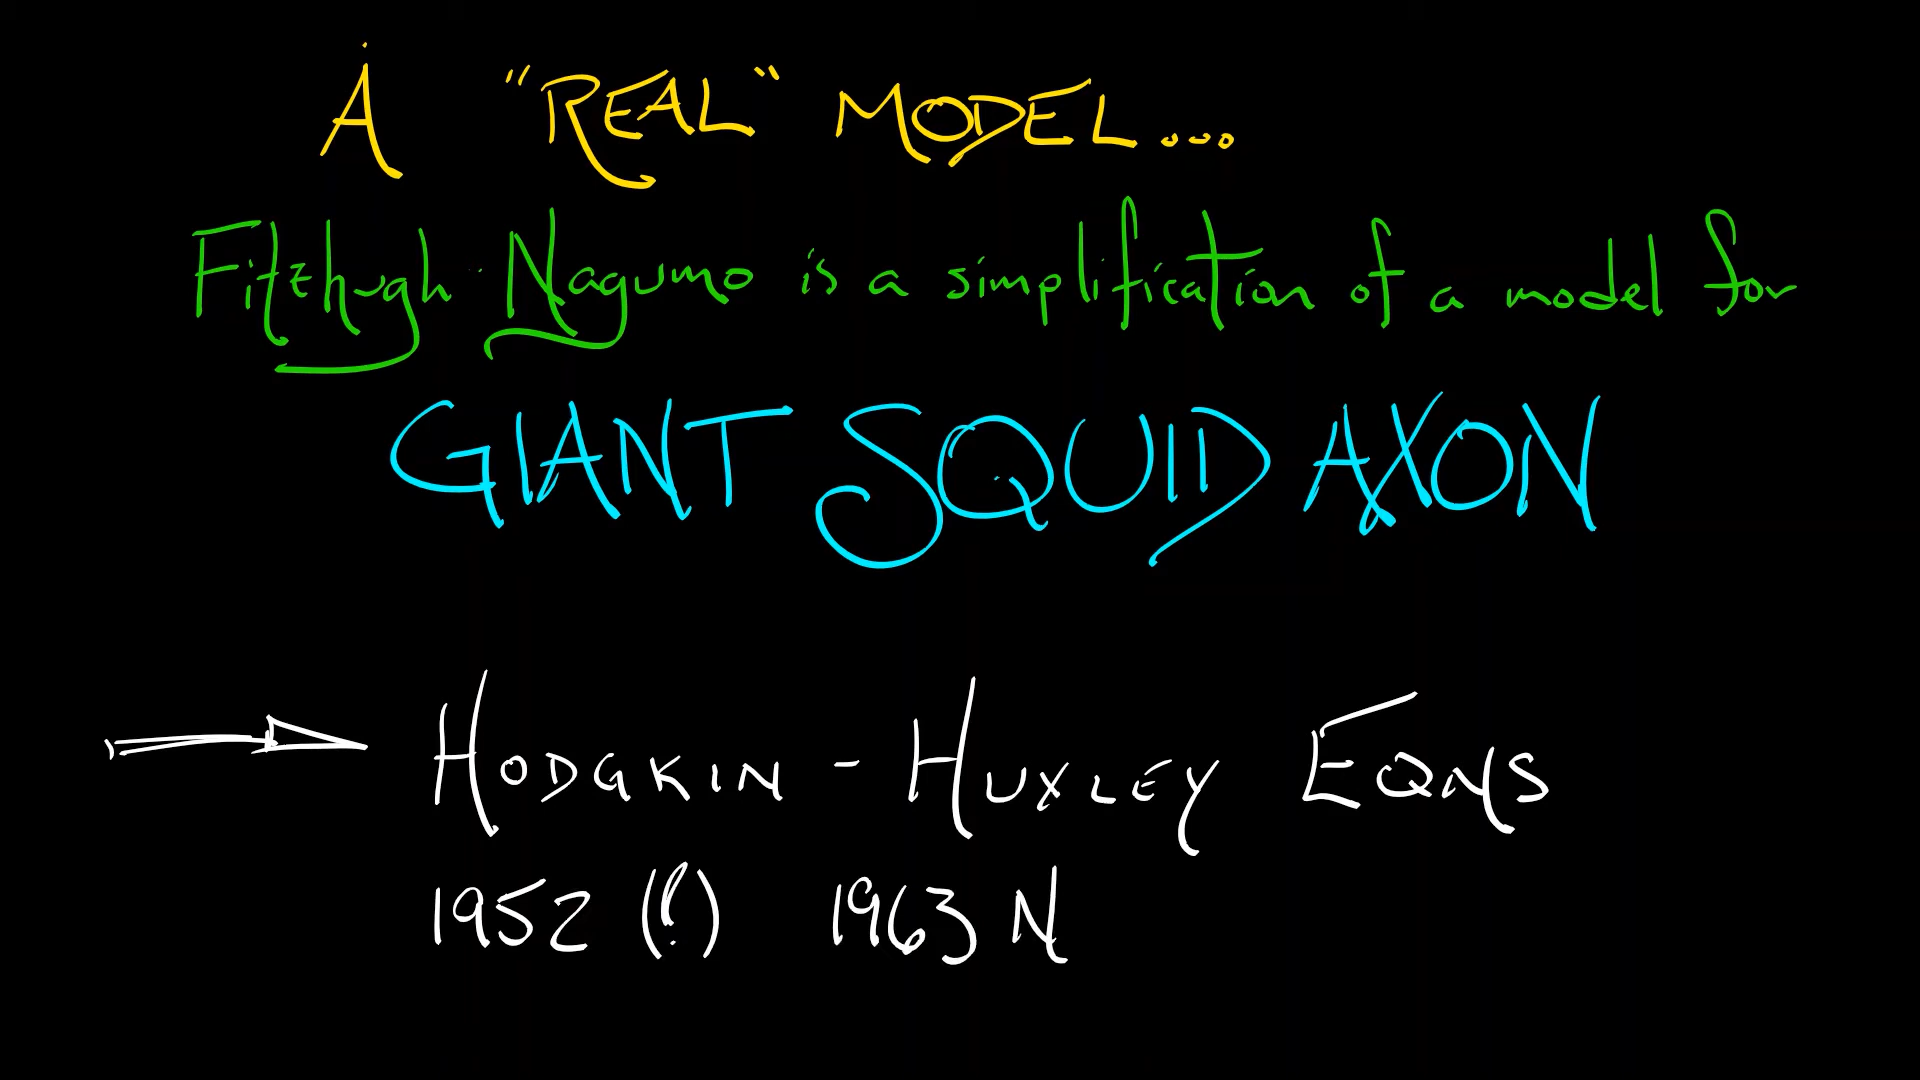 A "REAL" MODEL...
Fitzhugh-Nagumo is a simplification of a model for
GIANT SQUID AXON
HODGKIN - HUXLEY EQNS
1952 (!) 1963 N